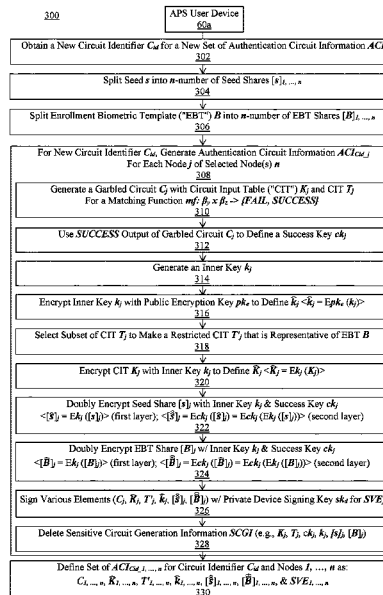 300
APS User Device
60a
Obtain a New Circuit Identifier C_id for a New Set of Authentication Circuit Information ACI
302
Split Seed s into n-number of Seed Shares [s]1, ..., n
304
Split Enrollment Biometric Template ("EBT") B into n-number of EBT Shares [B]1, ..., n
306
For New Circuit Identifier C_id, Generate Authentication Circuit Information ACI_Cid_j
For Each Node j of Selected Node(s) n
308
Generate a Garbled Circuit Cj with Circuit Input Table ("CIT") Kj and CIT Tj
For a Matching Function mf: βy x βz -> {FAIL, SUCCESS}
310
Use SUCCESS Output of Garbled Circuit Cj to Define a Success Key ckj
312
Generate an Inner Key kj
314
Encrypt Inner Key kj with Public Encryption Key pke to Define k̂j <k̂j = Epke (kj)>
316
Select Subset of CIT Tj to Make a Restricted CIT T'j that is Representative of EBT B
318
Encrypt CIT Kj with Inner Key kj to Define K̂j <K̂j = Ekj (Kj)>
320
Doubly Encrypt Seed Share [s]j with Inner Key kj & Success Key ckj
<[ŝ]j = Ekj ([s]j)> (first layer); <[ŝ̂]j = Eckj ([ŝ]j) = Eckj (Ekj ([s]j))> (second layer)
322
Doubly Encrypt EBT Share [B]j w/ Inner Key kj & Success Key ckj
<[B̂]j = Ekj ([B]j)> (first layer); <[B̂̂]j = Eckj ([B̂]j) = Eckj (Ekj ([B]j))> (second layer)
324
Sign Various Elements (Cj, K̂j, T'j, k̂j, [ŝ̂]j, [B̂̂]j) w/ Private Device Signing Key skd for SVEj
326
Delete Sensitive Circuit Generation Information SCGI (e.g., Kj, Tj, ckj, kj, [s]j, [B]j)
328
Define Set of ACI_Cid_1, ..., n for Circuit Identifier C_id and Nodes 1, ..., n as:
C1, ..., n, K̂1, ..., n, T'1, ..., n, k̂1, ..., n, [ŝ̂]1, ..., n, [B̂̂]1, ..., n, & SVE1, ..., n
330